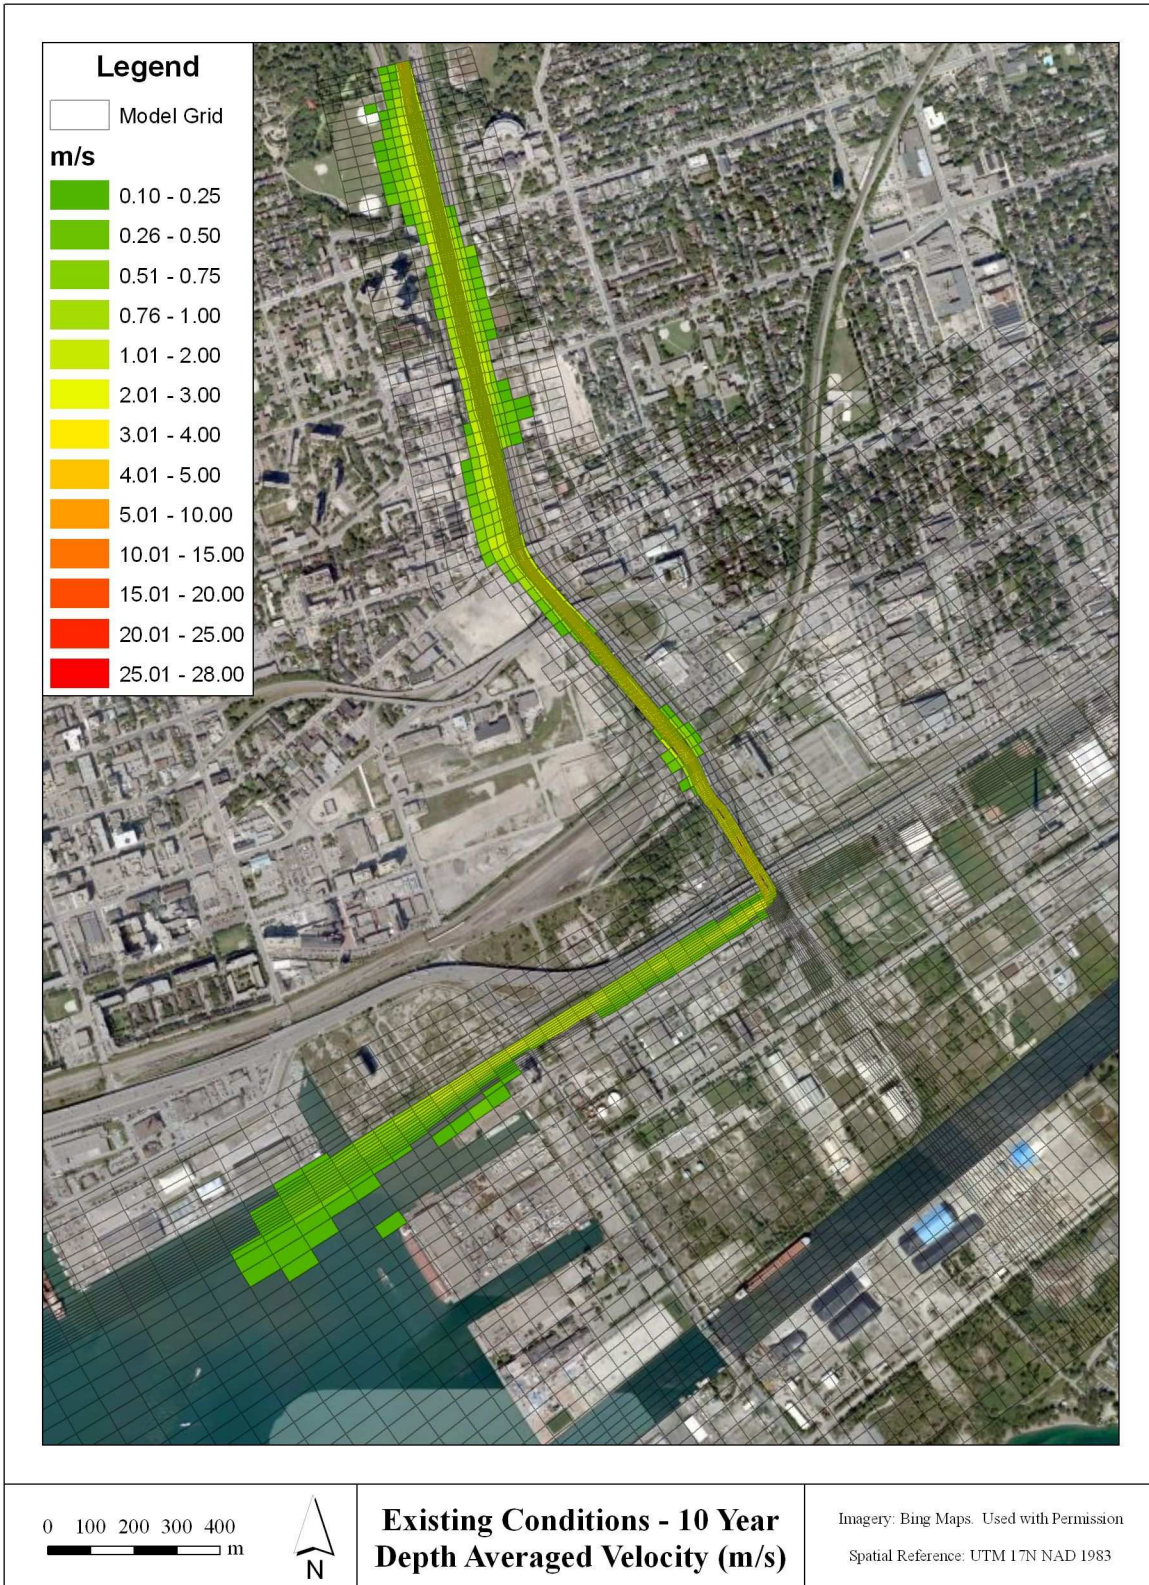 Legend
Model Grid
m/s
0.10 - 0.25
0.26 - 0.50
0.51 - 0.75
0.76 - 1.00
1.01 - 2.00
2.01 - 3.00
3.01 - 4.00
4.01 - 5.00
5.01 - 10.00
10.01 - 15.00
15.01 - 20.00
20.01 - 25.00
25.01 - 28.00
0 100 200 300 400
m
N
Existing Conditions - 10 Year
Depth Averaged Velocity (m/s)
Imagery: Bing Maps. Used with Permission
Spatial Reference: UTM 17N NAD 1983